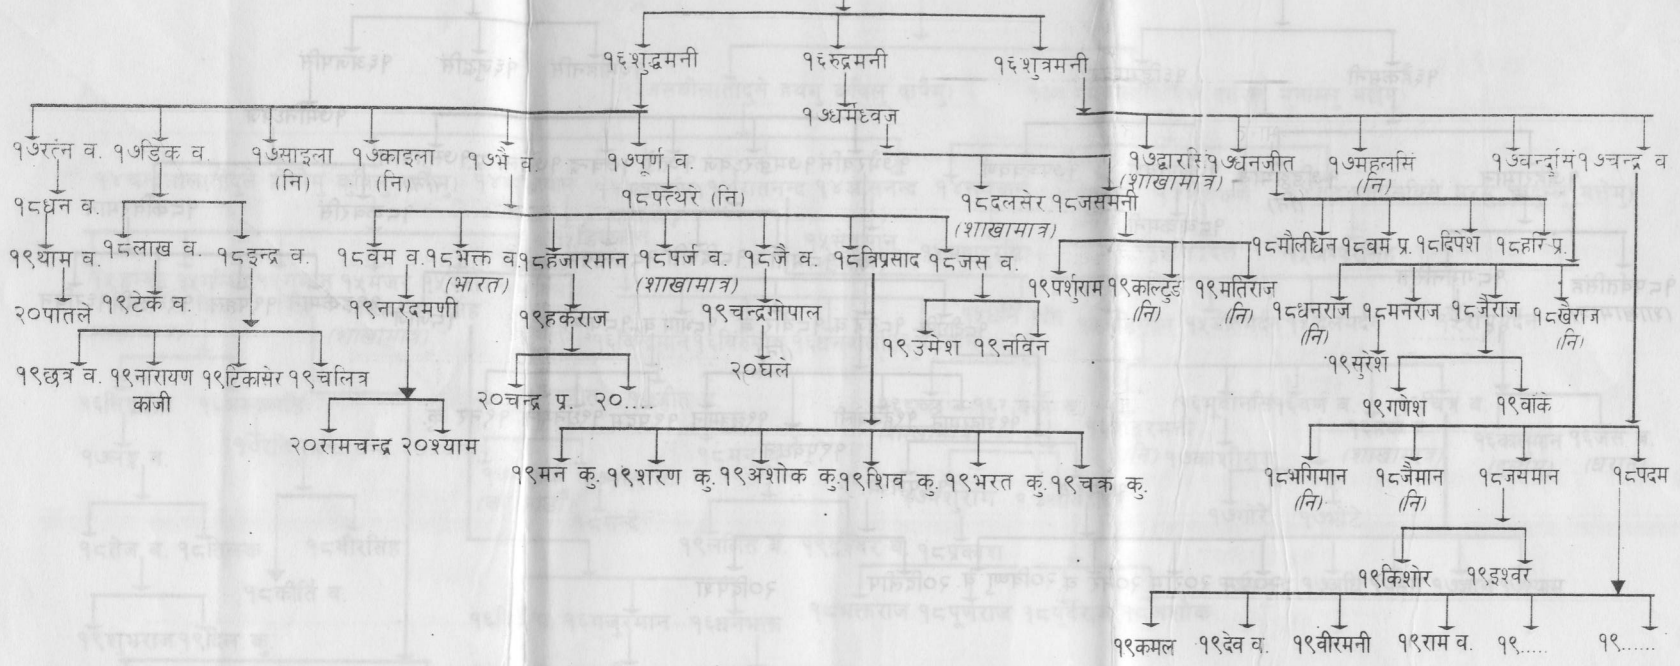 १६शुद्धमनी १६रुद्रमनी १६शुत्रमनी
१७धर्मध्वज
१७रत्न व. १७डिक व. १७साइला १७काइला १७भै व. १७पूर्ण व. १७द्वारसिं १७धनजीत १७महलसिं १७चन्द्र व
(नि) (नि) (शाखामात्र) (नि)
१८धन व. १८पत्थर (नि) १८दलसेर १८जसमनी
(शाखामात्र)
१९थाम व. १८लाख व. १८इन्द्र व. १८वम व. १८भक्त व. १८हजारमान १८पर्ज व. १८जै व. १८त्रिप्रसाद १८जस व. १८मौलीधन १८वम प्र. १८दिपेश १८हरि प्र.
(भारत) (शाखामात्र) १९पर्शुराम १९काल्टुङ १९मतिराज
(नि) (नि)
२०पातले १९टेक व. १९नारदमणी १९हर्कराज १९चन्द्रगोपाल १८धनराज १८मनराज १८जैराज १८खैराज
(नि) (नि)
१९उमेश १९नविन
१९छत्र व. १९नारायण १९टिकासेर १९चलित्र २०घले १९सुरेश
काजी २०चन्द्र प्र. २०.... १९गणेश १९वांके
२०रामचन्द्र २०श्याम
१९मन कु. १९शरण कु. १९अशोक कु. १९शिव कु. १९भरत कु. १९चक्र कु. १८भगिमान १८जैमान १८जयमान १८पदम
(नि) (नि)
१९किशोर १९इश्वर
१९कमल १९देव व. १९वीरमनी १९राम व. १९..... १९......